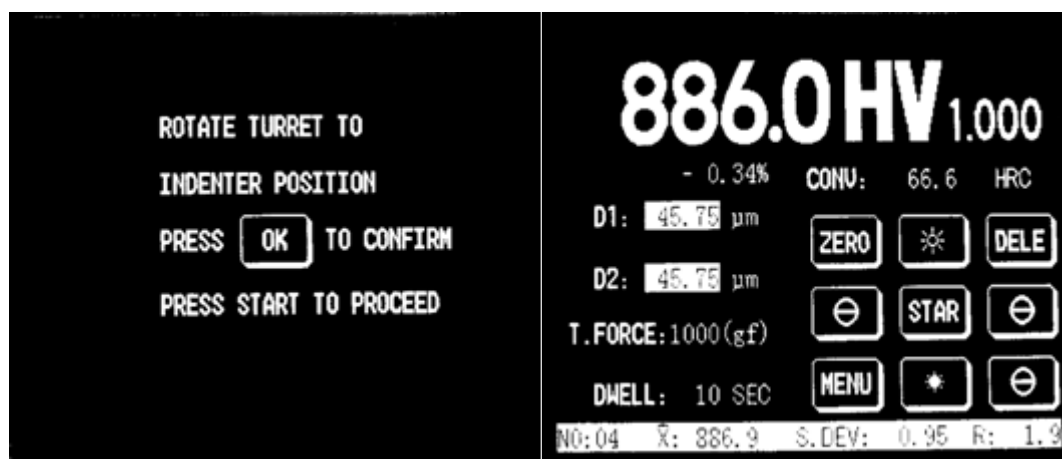 ROTATE TURRET TO
INDENTER POSITION
PRESS OK TO CONFIRM
PRESS START TO PROCEED
886.0 HV 1.000
- 0.34% CONV: 66.6 HRC
D1: 45.75 µm
ZERO DELE
D2: 45.75 µm
STAR
T.FORCE:1000(gf)
MENU
DWELL: 10 SEC
NO:04 X̄: 886.9 S.DEV: 0.95 R: 1.9